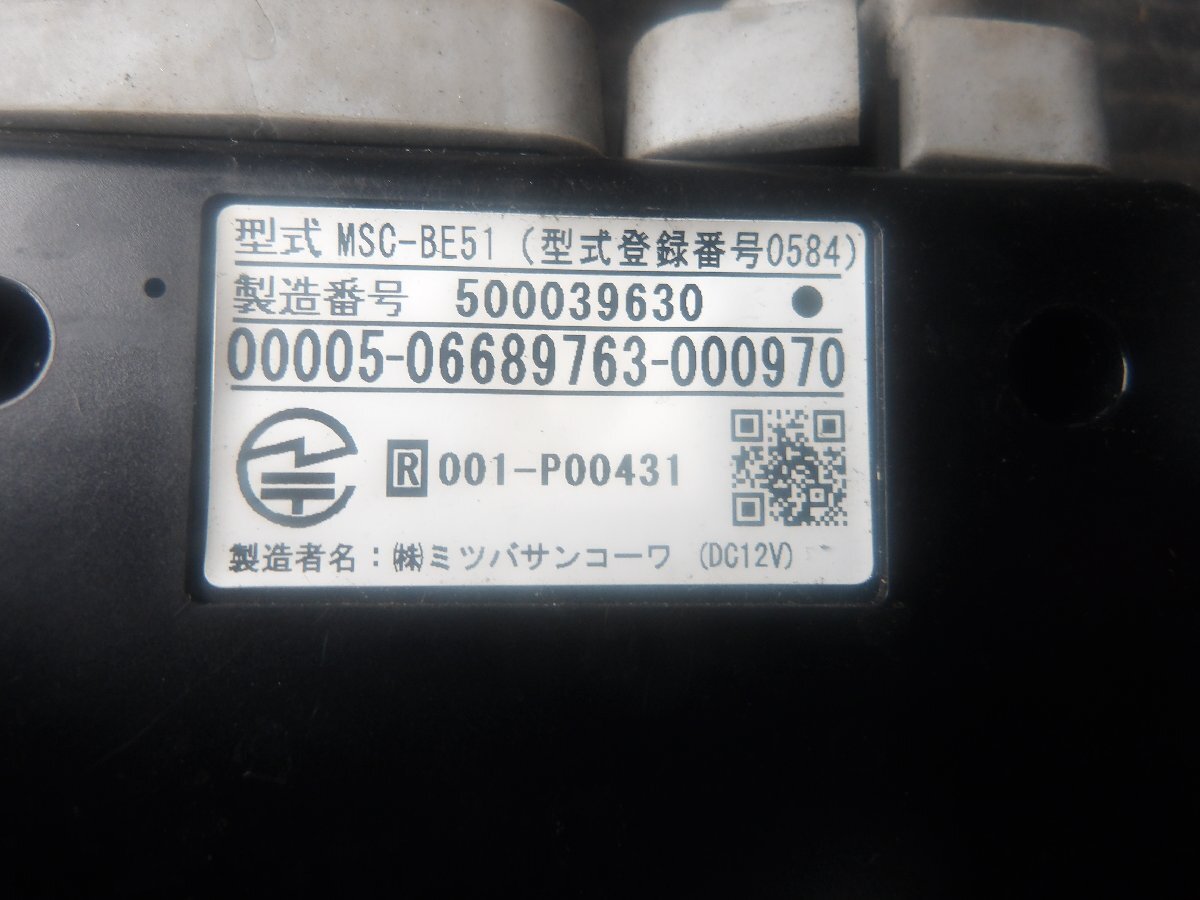 型式 MSC-BE51 (型式登録番号0584)
製造番号 500039630
00005-06689763-000970
R 001-P00431
製造者名：㈱ミツバサンコーワ (DC12V)